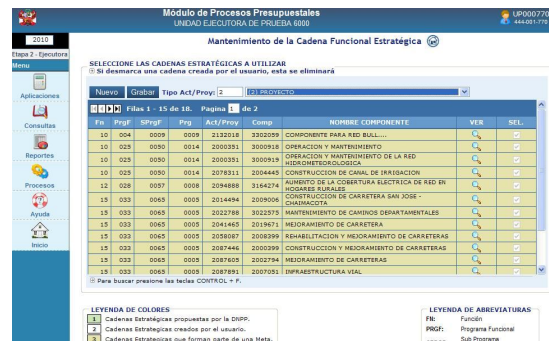 Módulo de Procesos Presupuestales
UNIDAD EJECUTORA DE PRUEBA 6000
UP000770
444-081-770
2010
Etapa 2 - Ejecutora
Menu
Aplicaciones
Consultas
Reportes
Procesos
Ayuda
Inicio
Mantenimiento de la Cadena Funcional Estratégica
SELECCIONE LAS CADENAS ESTRATÉGICAS A UTILIZAR
Si desmarca una cadena creada por el usuario, esta se eliminará
Nuevo Grabar Tipo Act/Proy: 2 (2) PROYECTO
Filas 1 - 15 de 18. Pagina 1 de 2
Fn PrgF SPrgF Prg Act/Proy Comp NOMBRE COMPONENTE VER SEL.
10 004 0009 0009 2132018 3302059 COMPONENTE PARA RED BULL....
10 025 0050 0014 2000351 3000918 OPERACION Y MANTENIMIENTO
10 025 0050 0014 2000351 3000919 OPERACION Y MANTENIMIENTO DE LA RED HIDROMETEOROLOGICA
10 025 0050 0014 2078311 2004445 CONSTRUCCION DE CANAL DE IRRIGACION
12 028 0057 0008 2094888 3164274 AUMENTO DE LA COBERTURA ELECTRICA DE RED EN HOGARES RURALES
15 033 0065 0005 2014494 2009006 CONSTRUCCION DE CARRETERA SAN JOSE - CHAIMACOTA
15 033 0065 0005 2022788 3022575 MANTENIMIENTO DE CAMINOS DEPARTAMENTALES
15 033 0065 0005 2041465 2019671 MEJORAMIENTO DE CARRETERA
15 033 0065 0005 2058087 2008399 REHABILITACION Y MEJORAMIENTO DE CARRETERAS
15 033 0065 0005 2087446 2000399 CONSTRUCCION Y MEJORAMIENTO DE CARRETERAS
15 033 0065 0005 2087605 2002794 MEJORAMIENTO DE CARRETERAS
15 033 0065 0005 2087891 2007051 INFRAESTRUCTURA VIAL
Para buscar presione las teclas CONTROL + F.
LEYENDA DE COLORES
1 Cadenas Estratégicas propuestas por la DNPP.
2 Cadenas Estrategicas creados por el usuario.
3 Cadenas Estrategicas que forman parte de una Meta.
LEYENDA DE ABREVIATURAS
FN: Función
PRGF: Programa Funcional
Sub Programa